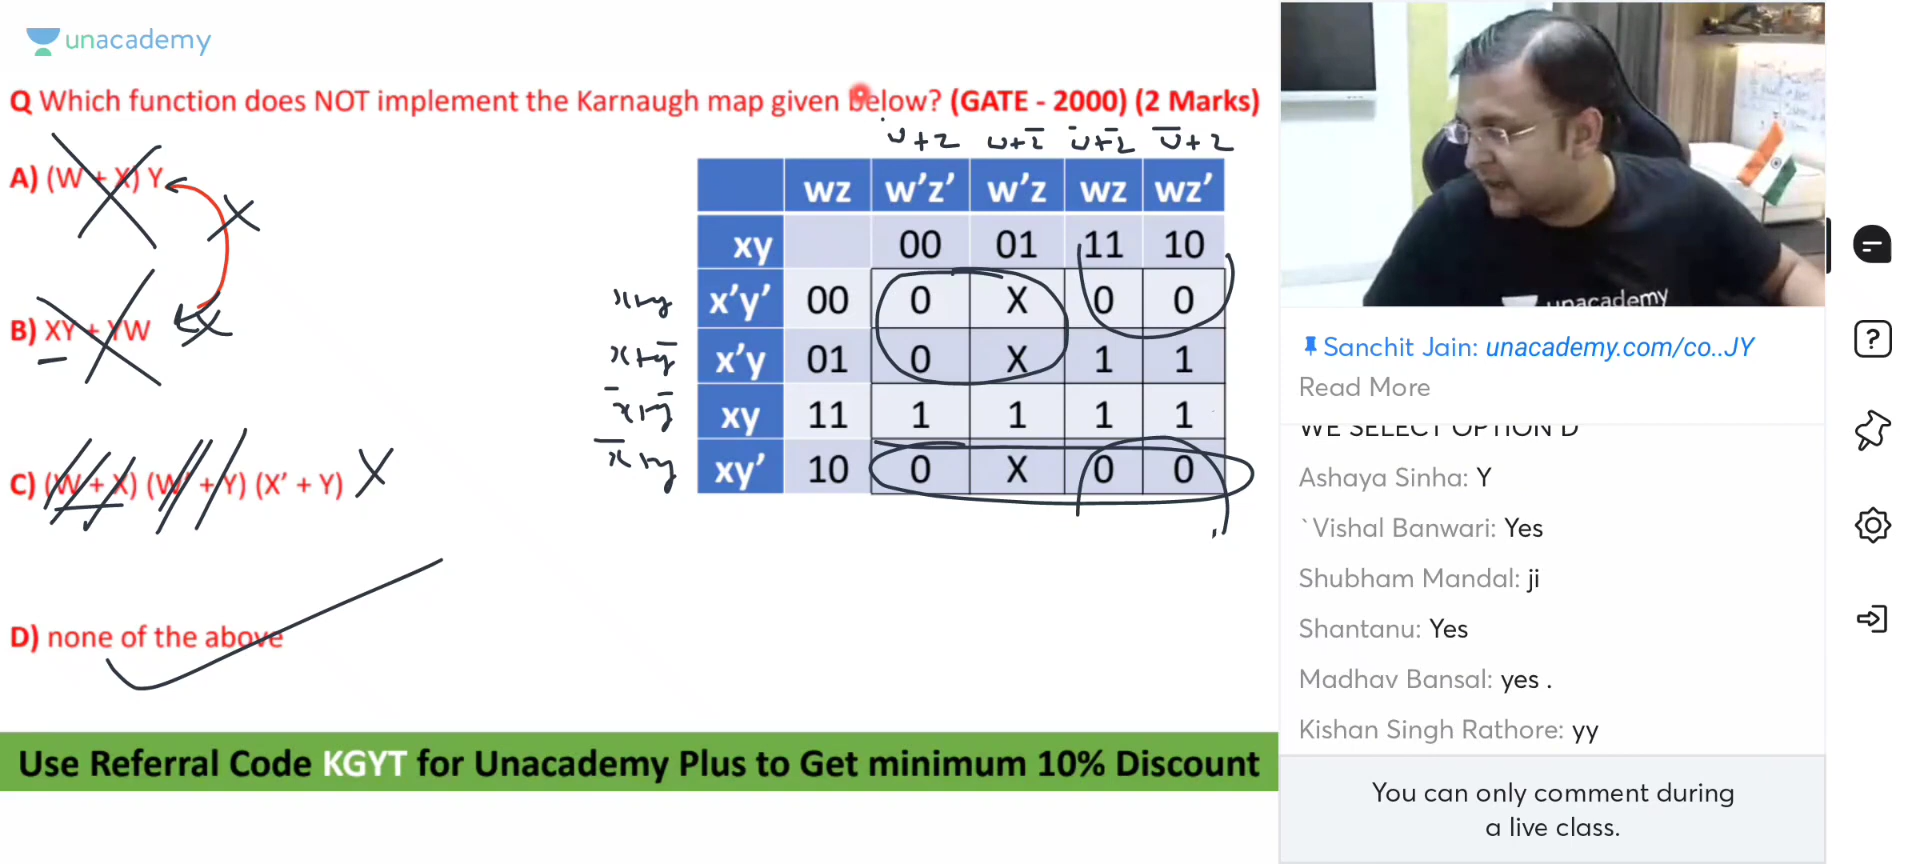 unacademy
Q Which function does NOT implement the Karnaugh map given below? (GATE - 2000) (2 Marks)
A) (W + X) Y
B) XY + YW
C) (W + X) (W' + Y) (X' + Y)
D) none of the above
w+z w+z̅ w̅+z̅ w̅+z
wz w'z' w'z wz wz'
xy 00 01 11 10
x+y x'y' 00 0 X 0 0
x+y̅ x'y 01 0 X 1 1
x̅+y̅ xy 11 1 1 1 1
x̅+y xy' 10 0 X 0 0
Use Referral Code KGYT for Unacademy Plus to Get minimum 10% Discount
unacademy
Sanchit Jain: unacademy.com/co..JY
Read More
WE SELECT OPTION D
Ashaya Sinha: Y
`Vishal Banwari: Yes
Shubham Mandal: ji
Shantanu: Yes
Madhav Bansal: yes .
Kishan Singh Rathore: yy
You can only comment during
a live class.